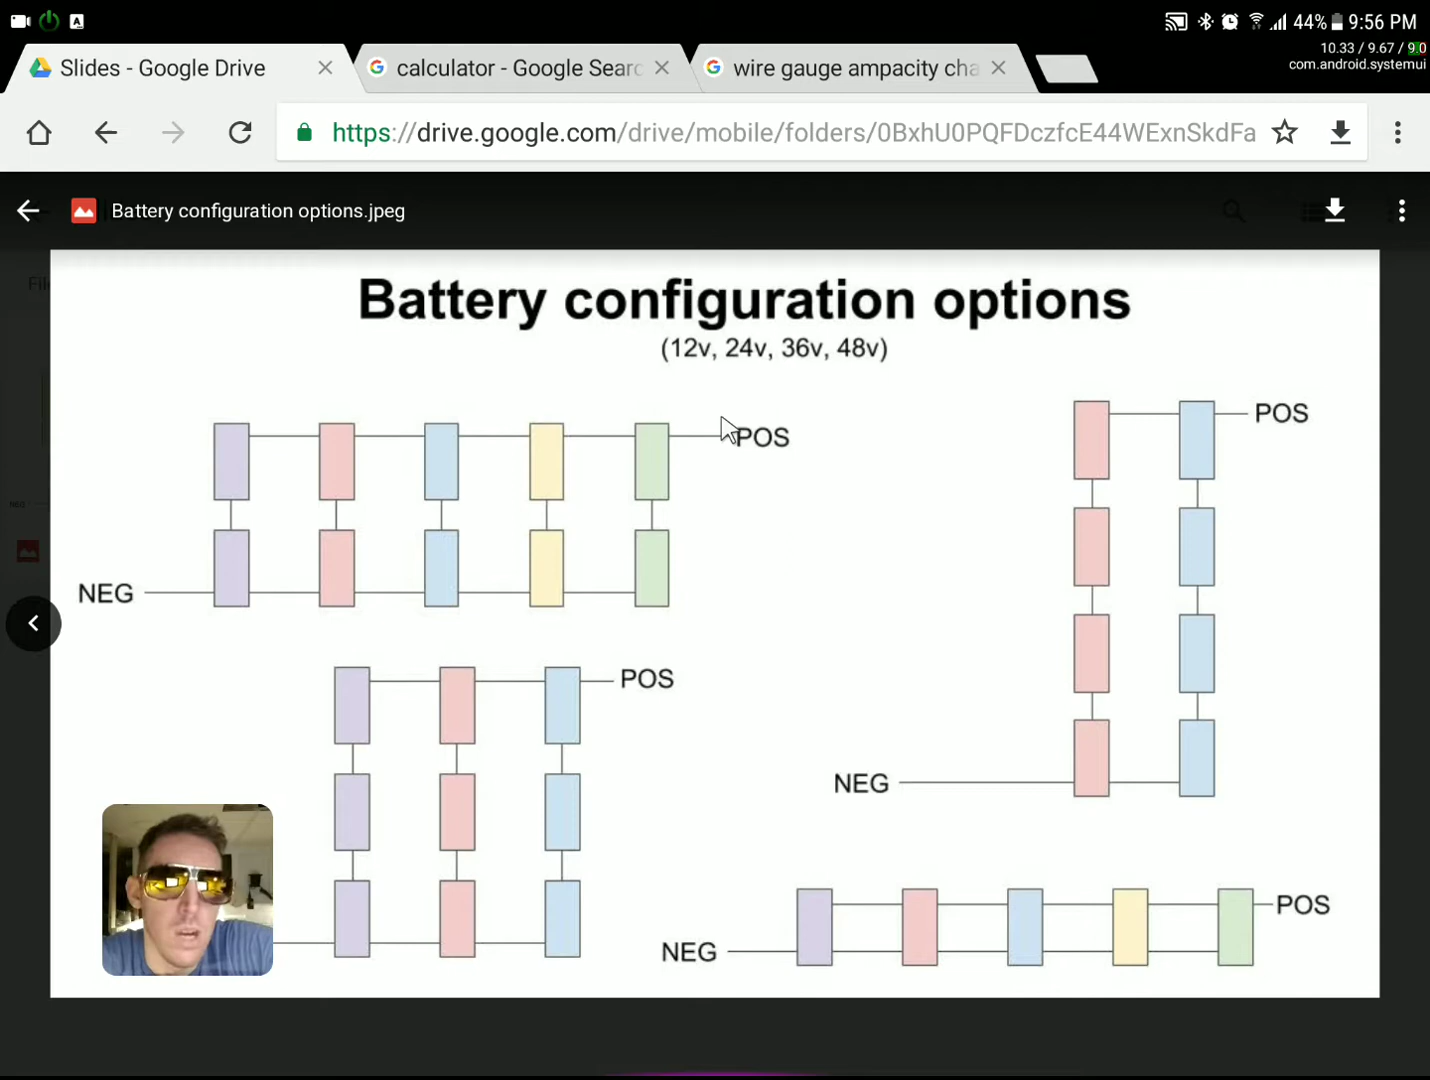 44% 9:56 PM
10.33 / 9.67 / 9.0
com.android.systemui
Slides - Google Drive
calculator - Google Searc
wire gauge ampacity cha
https://drive.google.com/drive/mobile/folders/0BxhU0PQFDczfcE44WExnSkdFa
Battery configuration options.jpeg
Battery configuration options
(12v, 24v, 36v, 48v)
POS
POS
NEG
POS
NEG
POS
NEG